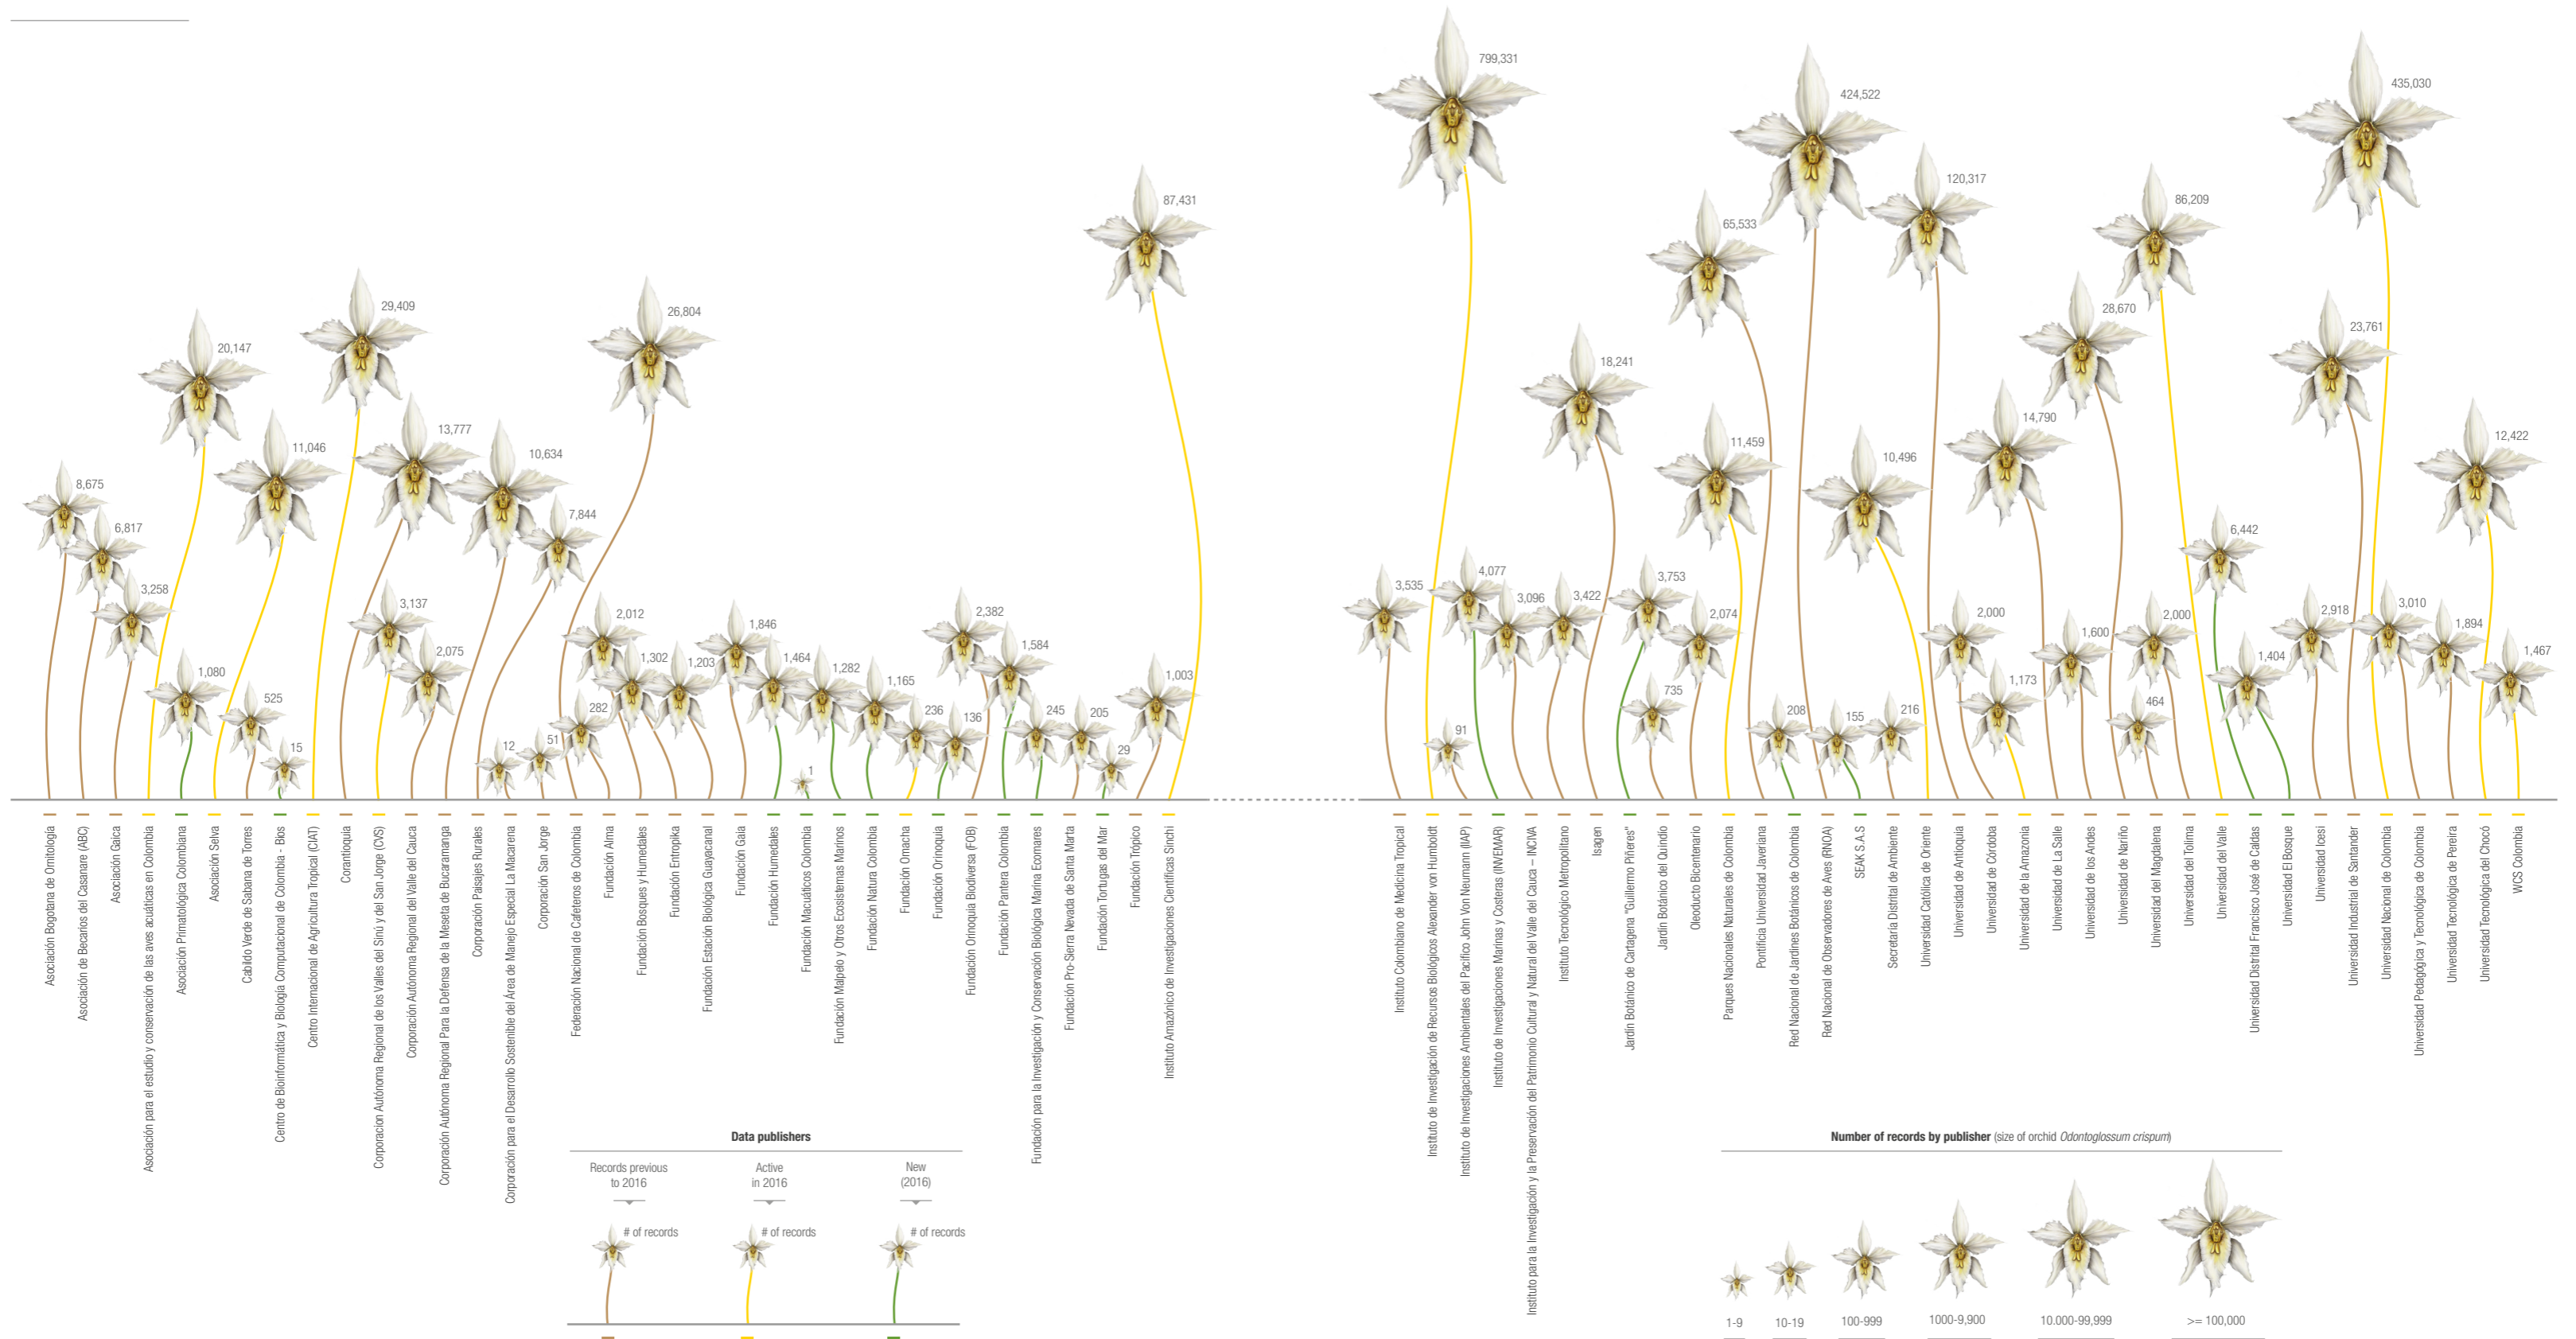 799,331
435,030
424,522
120,317
87,431
86,209
65,533
29,409
28,670
26,804
23,761
20,147
18,241
14,790
13,777
12,422
11,459
11,046
10,634
10,496
8,675
7,844
6,817
6,442
4,077
3,753
3,535
3,422
3,258
3,137
3,096
3,010
2,918
2,382
2,075
2,074
2,012
2,000
2,000
1,894
1,846
1,600
1,584
1,467
1,464
1,404
1,302
1,282
1,203
1,173
1,165
1,080
1,003
735
525
464
282
245
236
216
208
205
155
136
91
51
29
15
12
1
Asociación Bogotana de Ornitología
Asociación de Becarios del Casanare (ABC)
Asociación Gaica
Asociación para el estudio y conservación de las aves acuáticas en Colombia
Asociación Primatológica Colombiana
Asociación Selva
Cabildo Verde de Sabana de Torres
Centro de Bioinformática y Biología Computacional de Colombia - Bios
Centro Internacional de Agricultura Tropical (CIAT)
Corantioquia
Corporacion Autónoma Regional de los Valles del Sinú y del San Jorge (CVS)
Corporación Autónoma Regional del Valle del Cauca
Corporación Autónoma Regional Para la Defensa de la Meseta de Bucaramanga
Corporación Paisajes Rurales
Corporación para el Desarrollo Sostenible del Área de Manejo Especial La Macarena
Corporación San Jorge
Federación Nacional de Cafeteros de Colombia
Fundación Alma
Fundación Bosques y Humedales
Fundación Entropika
Fundación Estación Biológica Guayacanal
Fundación Gaia
Fundación Humedales
Fundación Macuáticos Colombia
Fundación Malpelo y Otros Ecosistemas Marinos
Fundación Natura Colombia
Fundación Omacha
Fundación Orinoquia
Fundación Orinoquia Biodiversa (FOB)
Fundación Pantera Colombia
Fundación para la Investigación y Conservación Biológica Marina Ecomares
Fundación Pro-Sierra Nevada de Santa Marta
Fundación Tortugas del Mar
Fundación Trópico
Instituto Amazónico de Investigaciones Científicas Sinchi
Instituto Colombiano de Medicina Tropical
Instituto de Investigación de Recursos Biológicos Alexander von Humboldt
Instituto de Investigaciones Ambientales del Pacífico John Von Neumann (IIAP)
Instituto de Investigaciones Marinas y Costeras (INVEMAR)
Instituto para la Investigación y la Preservación del Patrimonio Cultural y Natural del Valle del Cauca – INCIVA
Instituto Tecnológico Metropolitano
Isagen
Jardín Botánico de Cartagena "Guillermo Piñeres"
Jardín Botánico del Quindío
Oleoducto Bicentenario
Parques Nacionales Naturales de Colombia
Pontificia Universidad Javeriana
Red Nacional de Jardines Botánicos de Colombia
Red Nacional de Observadores de Aves (RNOA)
SEAK S.A.S
Secretaría Distrital de Ambiente
Universidad Católica de Oriente
Universidad de Antioquia
Universidad de Córdoba
Universidad de la Amazonía
Universidad de La Salle
Universidad de los Andes
Universidad de Nariño
Universidad del Magdalena
Universidad del Tolima
Universidad del Valle
Universidad Distrital Francisco José de Caldas
Universidad El Bosque
Universidad Icesi
Universidad Industrial de Santander
Universidad Nacional de Colombia
Universidad Pedagógica y Tecnológica de Colombia
Universidad Tecnológica de Pereira
Universidad Tecnológica del Chocó
WCS Colombia
Data publishers
Records previous
to 2016
Active
in 2016
New
(2016)
# of records
# of records
# of records
Number of records by publisher (size of orchid Odontoglossum crispum)
1-9
10-19
100-999
1000-9,900
10.000-99,999
>= 100,000